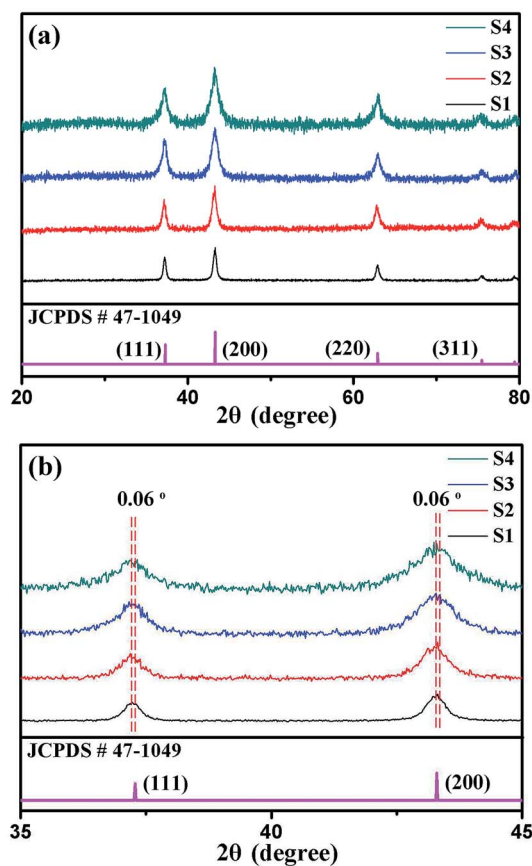 (a)
S4
S3
S2
S1
JCPDS # 47-1049
(111) (200) (220) (311)
20 40 60 80
2θ (degree)
(b)
S4
S3
S2
S1
0.06 ° 0.06 °
JCPDS # 47-1049
(111) (200)
35 40 45
2θ (degree)